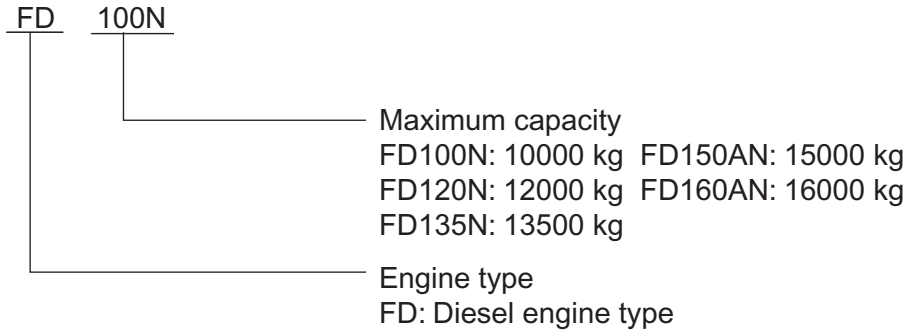 FD 100N
Maximum capacity
FD100N: 10000 kg FD150AN: 15000 kg
FD120N: 12000 kg FD160AN: 16000 kg
FD135N: 13500 kg
Engine type
FD: Diesel engine type